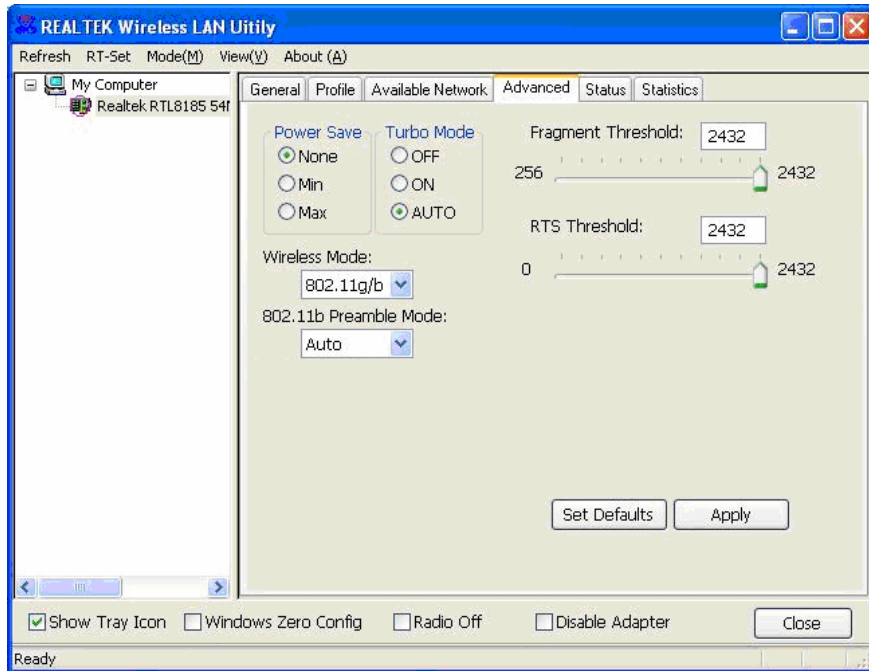 REALTEK Wireless LAN Uitily
Refresh RT-Set Mode(M) View(V) About (A)
My Computer
Realtek RTL8185 54M
General Profile Available Network Advanced Status Statistics
Power Save
None
Min
Max
Turbo Mode
OFF
ON
AUTO
Wireless Mode:
802.11g/b
802.11b Preamble Mode:
Auto
Fragment Threshold: 2432
256 2432
RTS Threshold: 2432
0 2432
Set Defaults Apply
Show Tray Icon Windows Zero Config Radio Off Disable Adapter Close
Ready